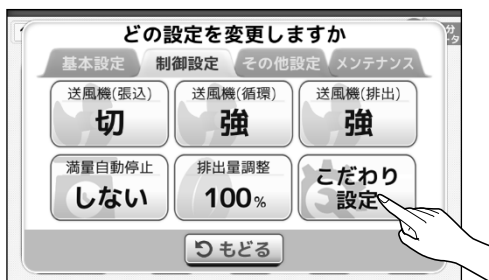 どの設定を変更しますか
基本設定 制御設定 その他設定 メンテナンス
送風機(張込) 送風機(循環) 送風機(排出)
切 強 強
満量自動停止 排出量調整 こだわり
しない 100% 設定
もどる